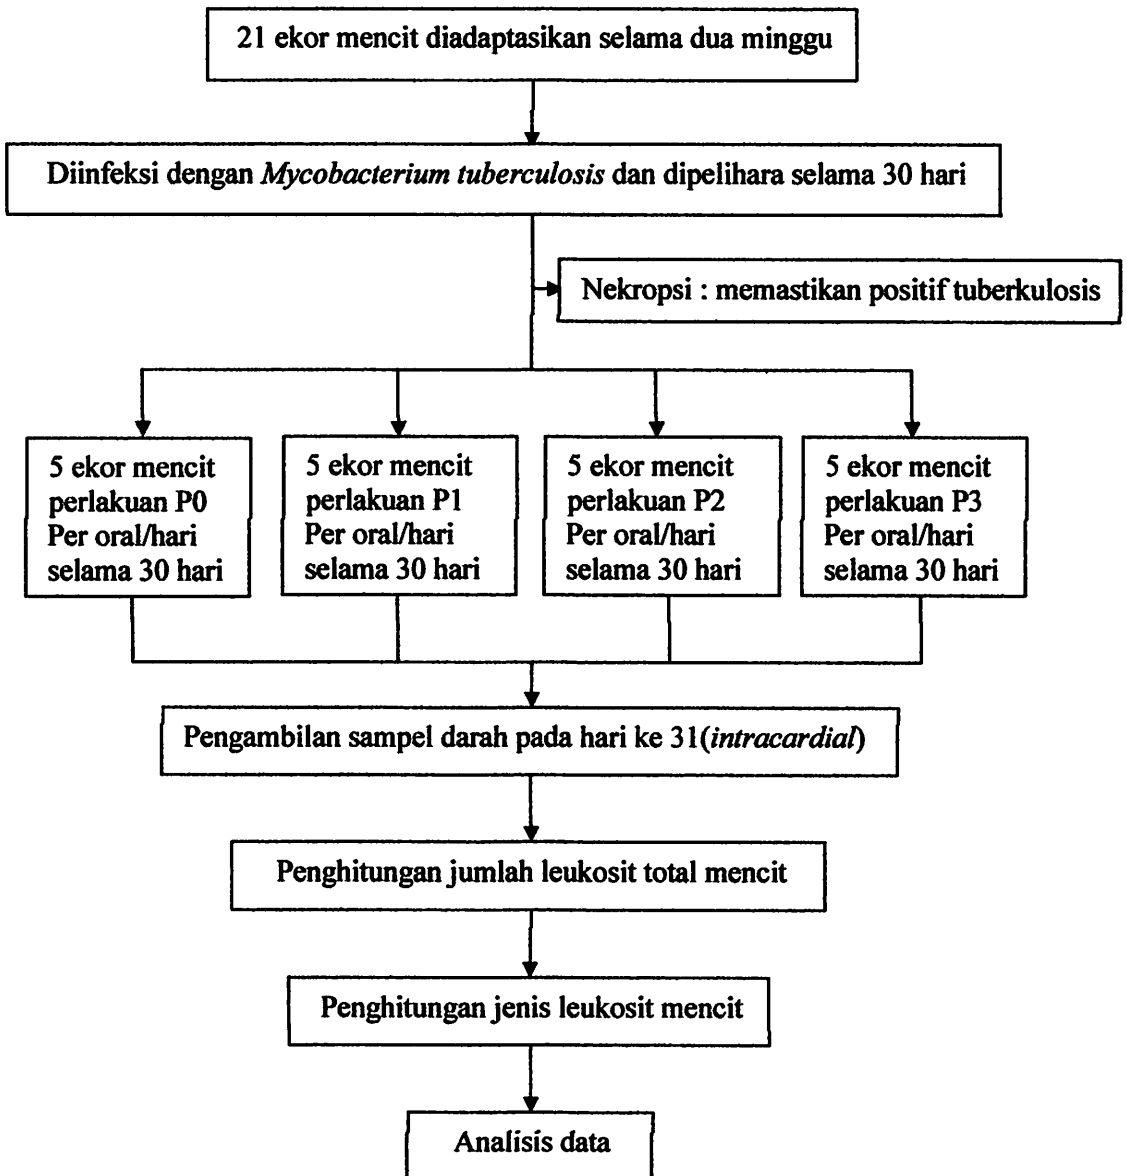 21 ekor mencit diadaptasikan selama dua minggu
Diinfeksi dengan Mycobacterium tuberculosis dan dipelihara selama 30 hari
Nekropsi : memastikan positif tuberkulosis
5 ekor mencit
perlakuan P0
Per oral/hari
selama 30 hari
5 ekor mencit
perlakuan P1
Per oral/hari
selama 30 hari
5 ekor mencit
perlakuan P2
Per oral/hari
selama 30 hari
5 ekor mencit
perlakuan P3
Per oral/hari
selama 30 hari
Pengambilan sampel darah pada hari ke 31(intracardial)
Penghitungan jumlah leukosit total mencit
Penghitungan jenis leukosit mencit
Analisis data